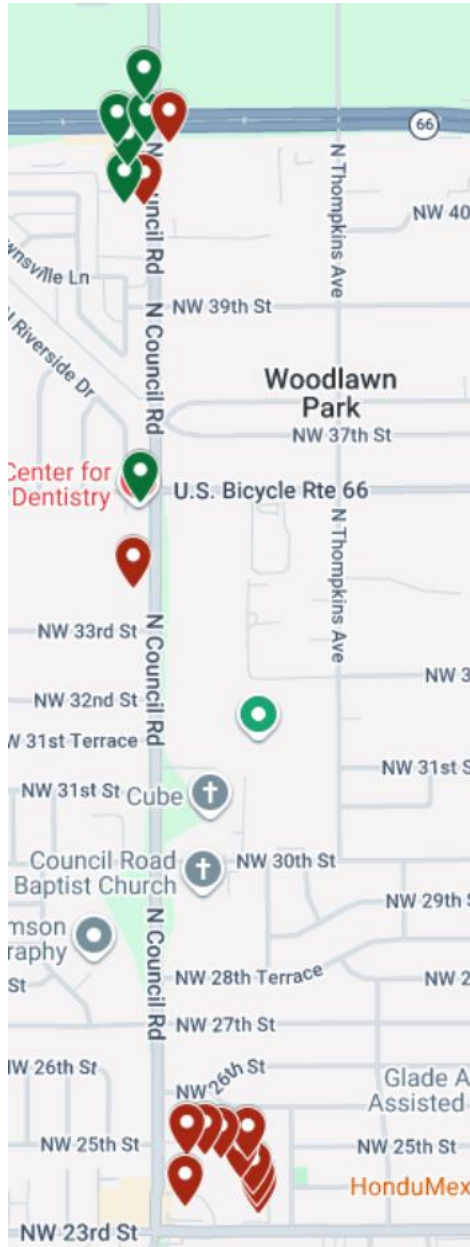 66
N Council Rd
N Thompkins Ave
NW 40
wnsville Ln
NW 39th St
N Council Rd
Riverside Dr
Woodlawn
Park
NW 37th St
Center for
Dentistry
U.S. Bicycle Rte 66
N Thompkins Ave
N Council Rd
NW 33rd St
NW 3
NW 32nd St
W 31st Terrace
NW 31st S
NW 31st St
Cube
Council Road
Baptist Church
NW 30th St
NW 29th
mson
raphy
N Council Rd
St
NW 28th Terrace
NW 2
NW 27th St
NW 26th St
NW 26th St
Glade A
Assisted
NW 25th St
NW 25th St
HonduMex
NW 23rd St